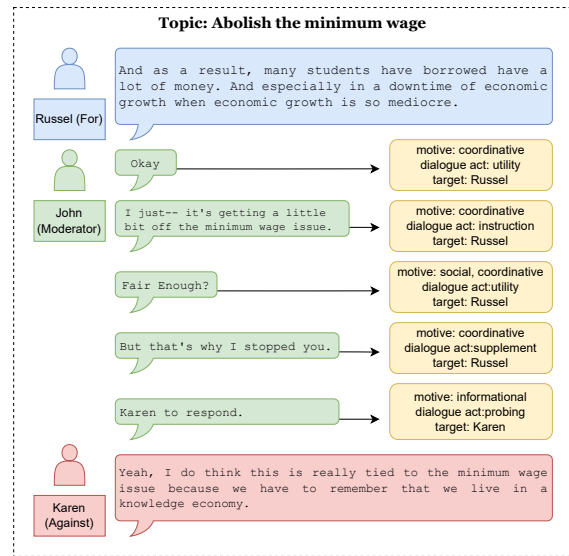 Topic: Abolish the minimum wage
And as a result, many students have borrowed have a
lot of money. And especially in a downtime of economic
growth when economic growth is so mediocre.
Russel (For)
Okay
motive: coordinative
dialogue act: utility
target: Russel
John
(Moderator)
I just-- it's getting a little
bit off the minimum wage issue.
motive: coordinative
dialogue act: instruction
target: Russel
Fair Enough?
motive: social, coordinative
dialogue act:utility
target: Russel
But that's why I stopped you.
motive: coordinative
dialogue act:supplement
target: Russel
Karen to respond.
motive: informational
dialogue act:probing
target: Karen
Yeah, I do think this is really tied to the minimum wage
issue because we have to remember that we live in a
knowledge economy.
Karen
(Against)